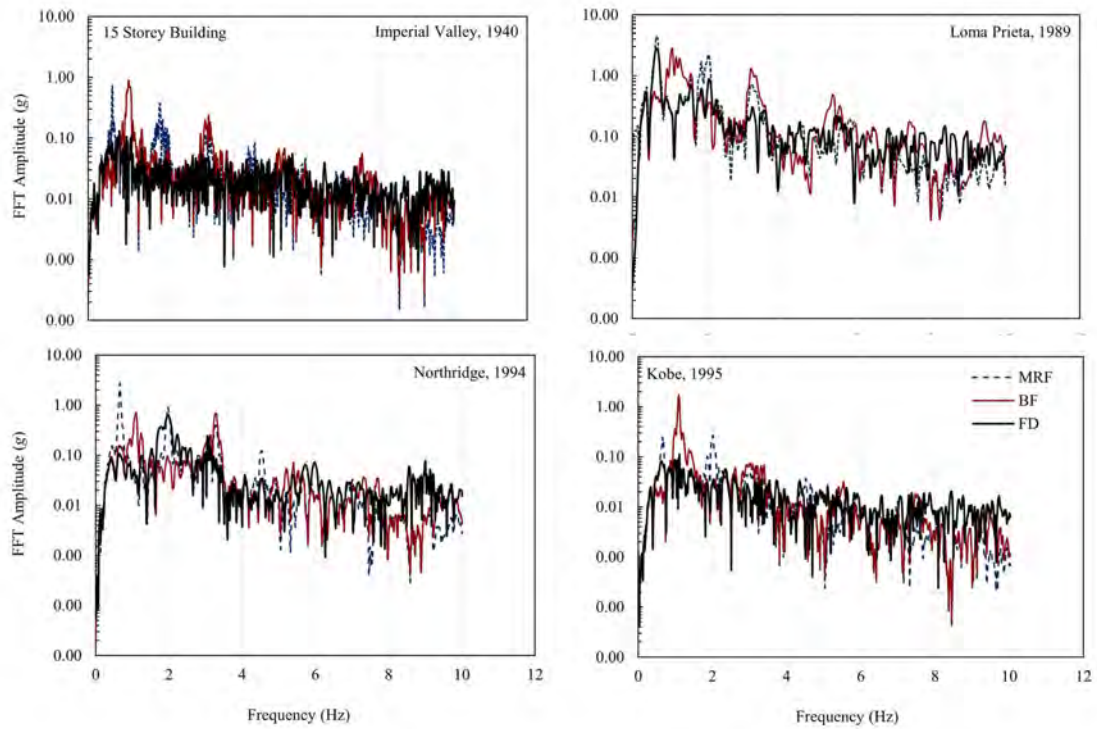 10.00
15 Storey Building
Imperial Valley, 1940
1.00
0.10
0.01
0.00
0.00
FFT Amplitude (g)
10.00
Loma Prieta, 1989
1.00
0.10
0.01
0.00
0.00
10.00
Northridge, 1994
1.00
0.10
0.01
0.00
0.00
0.00
FFT Amplitude (g)
0 2 4 6 8 10 12
Frequency (Hz)
10.00
Kobe, 1995
MRF
BF
FD
1.00
0.10
0.01
0.00
0.00
0.00
0 2 4 6 8 10 12
Frequency (Hz)